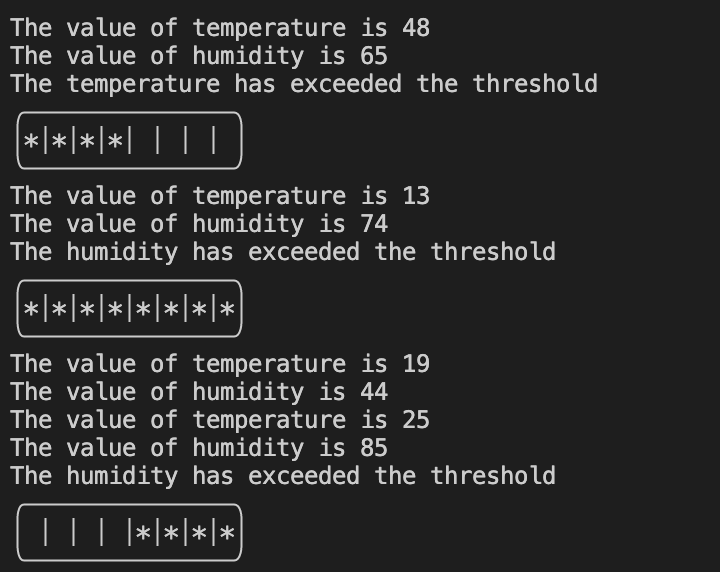 The value of temperature is 48
The value of humidity is 65
The temperature has exceeded the threshold
*|*|*|*| | | |
The value of temperature is 13
The value of humidity is 74
The humidity has exceeded the threshold
*|*|*|*|*|*|*|*
The value of temperature is 19
The value of humidity is 44
The value of temperature is 25
The value of humidity is 85
The humidity has exceeded the threshold
 | | | |*|*|*|*